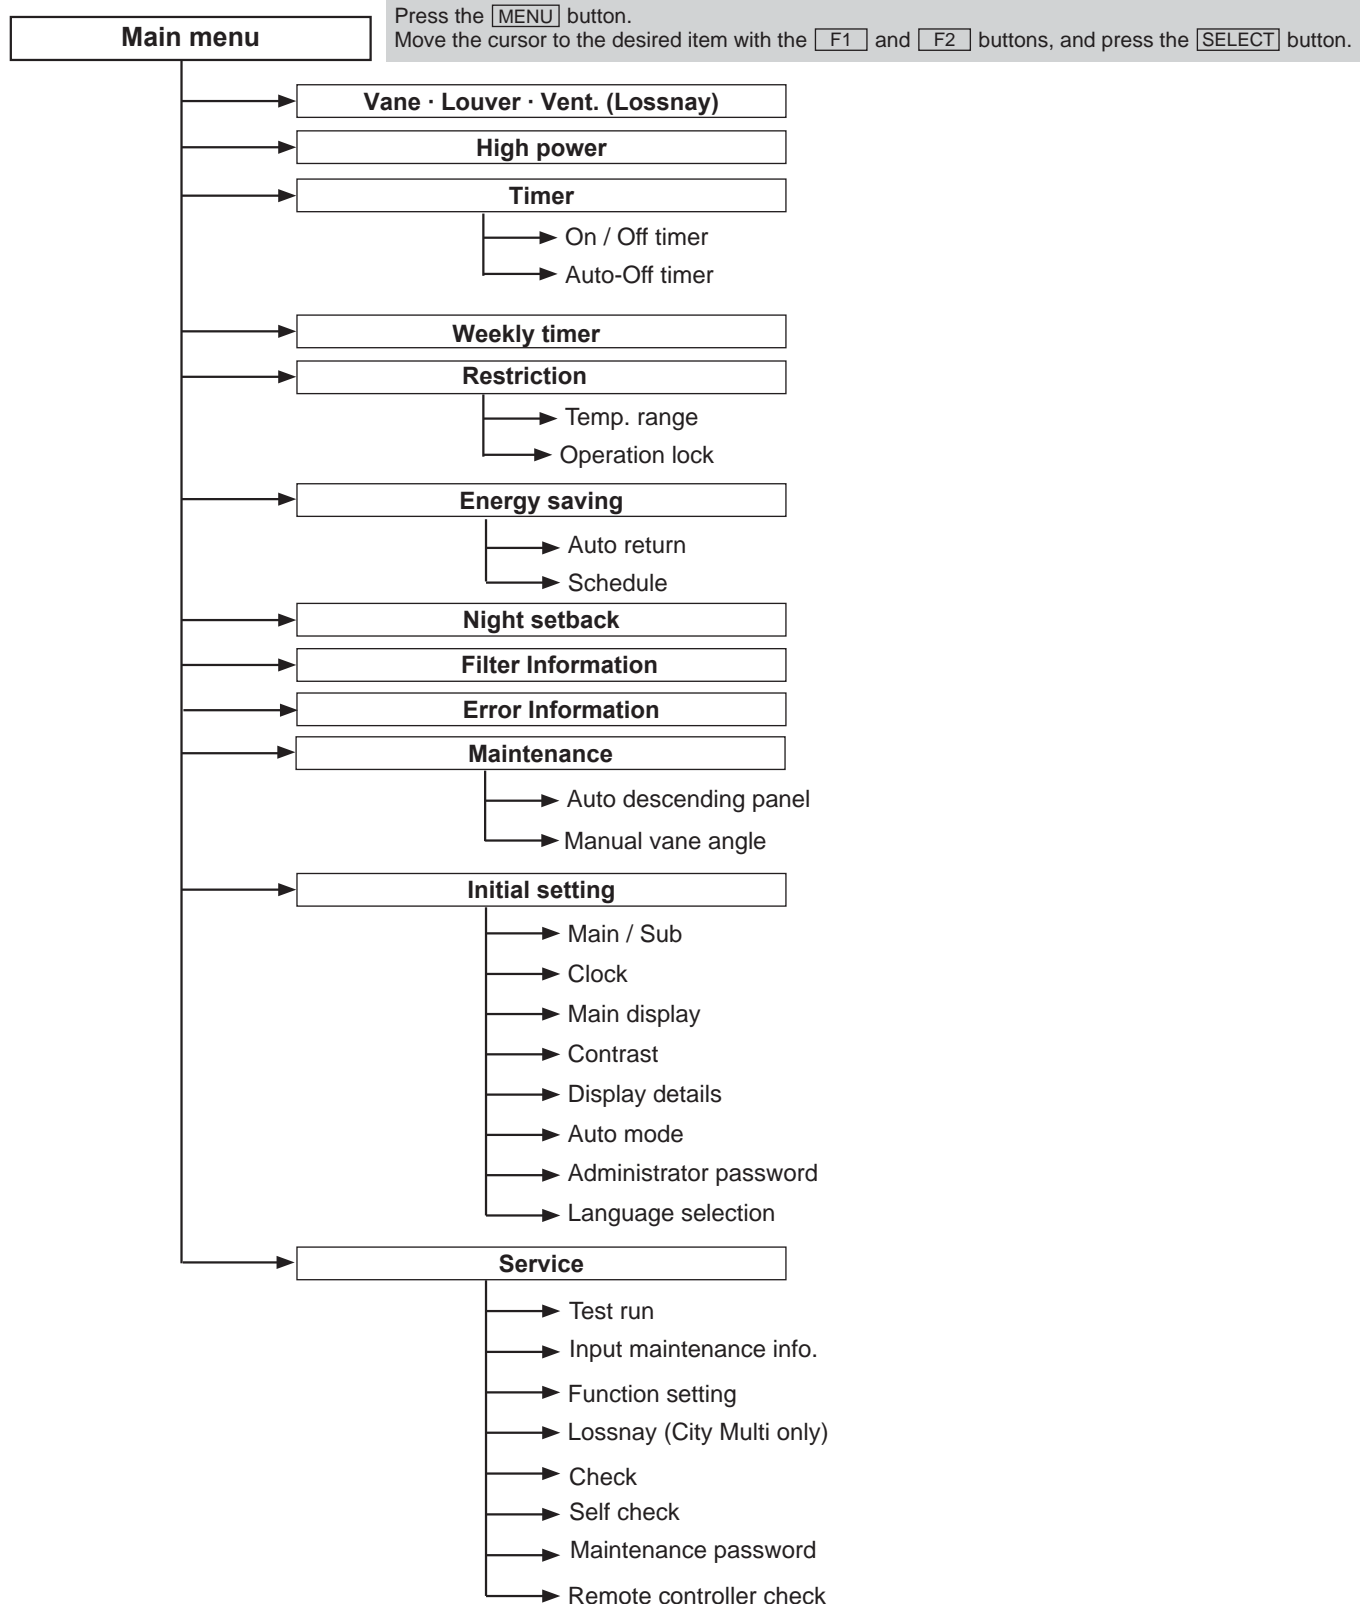 Main menu
Press the MENU button.
Move the cursor to the desired item with the F1 and F2 buttons, and press the SELECT button.
Vane · Louver · Vent. (Lossnay)
High power
Timer
On / Off timer
Auto-Off timer
Weekly timer
Restriction
Temp. range
Operation lock
Energy saving
Auto return
Schedule
Night setback
Filter Information
Error Information
Maintenance
Auto descending panel
Manual vane angle
Initial setting
Main / Sub
Clock
Main display
Contrast
Display details
Auto mode
Administrator password
Language selection
Service
Test run
Input maintenance info.
Function setting
Lossnay (City Multi only)
Check
Self check
Maintenance password
Remote controller check